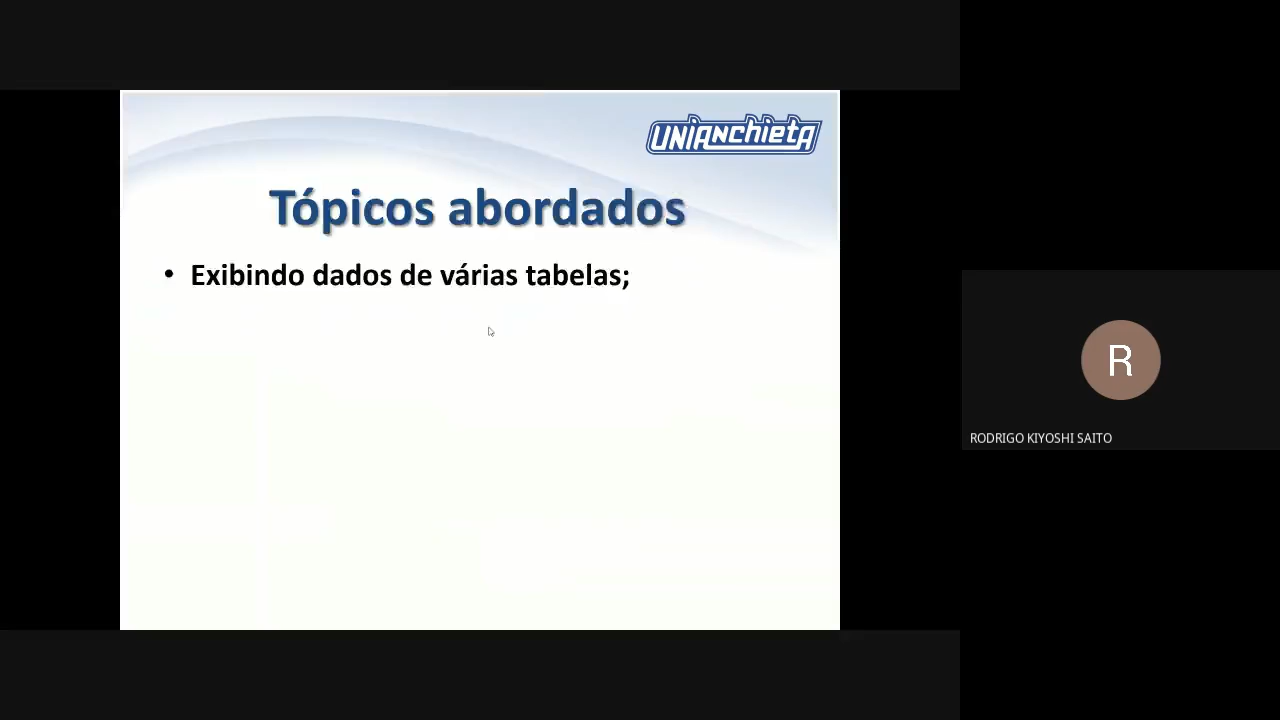 UNIANCHIETA
Tópicos abordados
• Exibindo dados de várias tabelas;
R
RODRIGO KIYOSHI SAITO